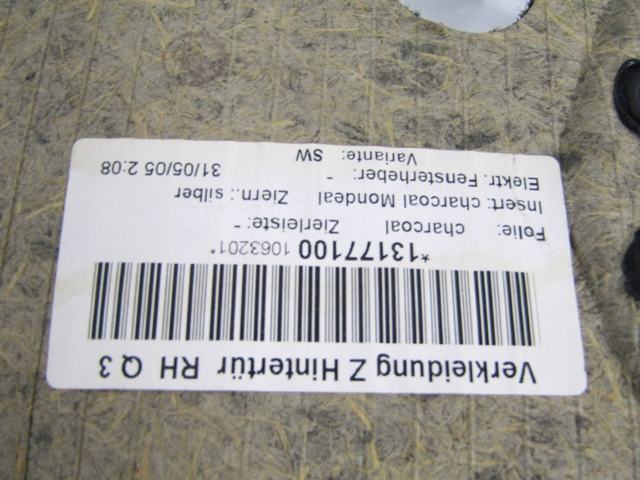 Verkleidung Z Hintertür RH Q 3
*13177100 1063201*
Folie: charcoal Zierleiste: "
Insert: charcoal Mondeal Ziern.: silber
Elektr. Fensterheber: "
Variante: SW 31/05/05 2:08